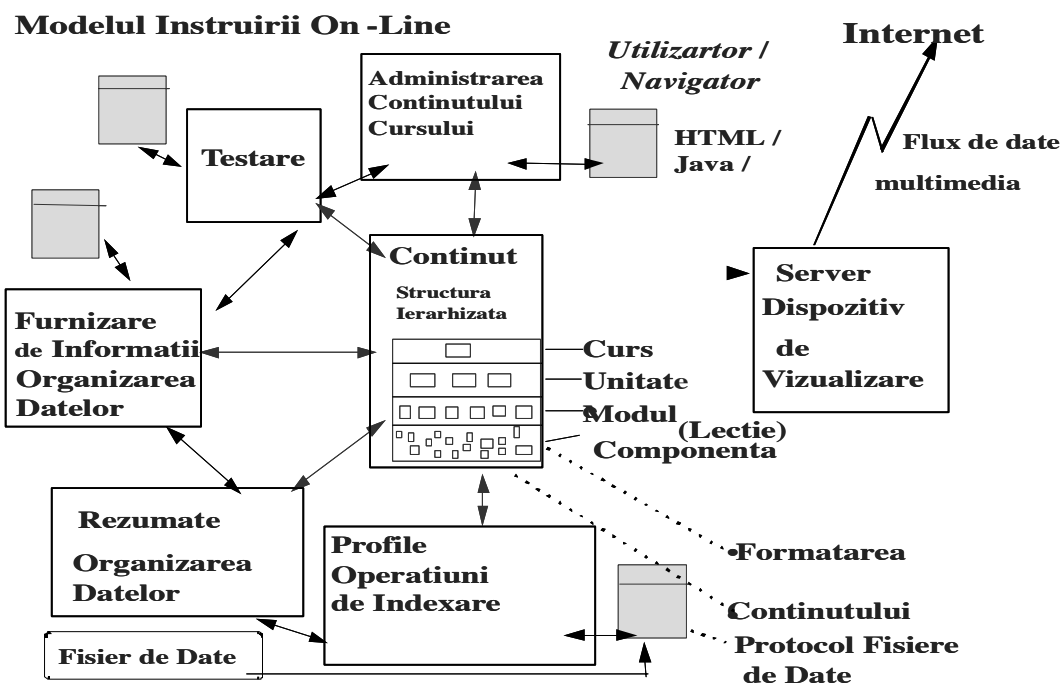 Modelul Instruirii On -Line
Internet
Utilizartor /
Navigator
Administrarea
Continutului
Cursului
HTML /
Java /
Flux de date
multimedia
Testare
Continut
Structura
Ierarhizata
Server
Dispozitiv
de
Vizualizare
Furnizare
de Informatii
Organizarea
Datelor
Curs
Unitate
Modul
(Lectie)
Componenta
Rezumate
Organizarea
Datelor
Profile
Operatiuni
de Indexare
Formatarea
Continutului
Protocol Fisiere
de Date
Fisier de Date